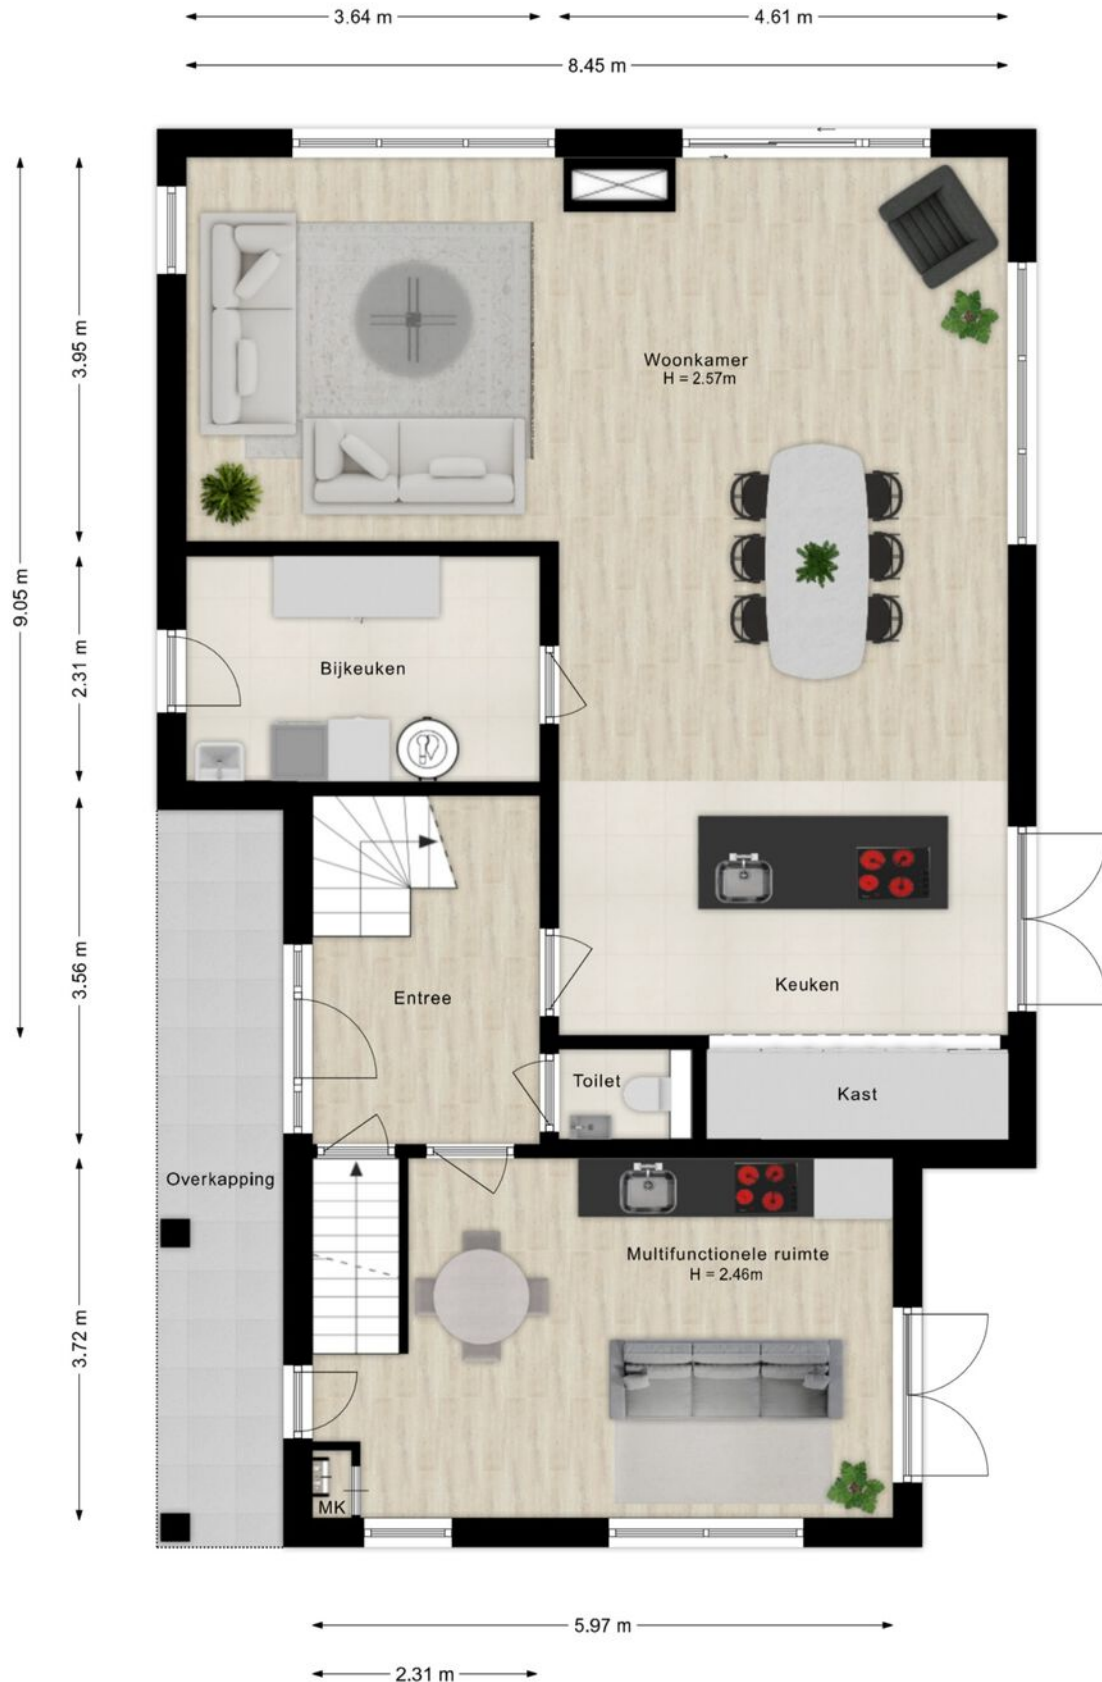 3.64 m
4.61 m
8.45 m
3.95 m
Woonkamer
H = 2.57m
9.05 m
2.31 m
Bijkeuken
3.56 m
Entree
Keuken
Toilet
Kast
Overkapping
Multifunctionele ruimte
H = 2.46m
3.72 m
MK
5.97 m
2.31 m